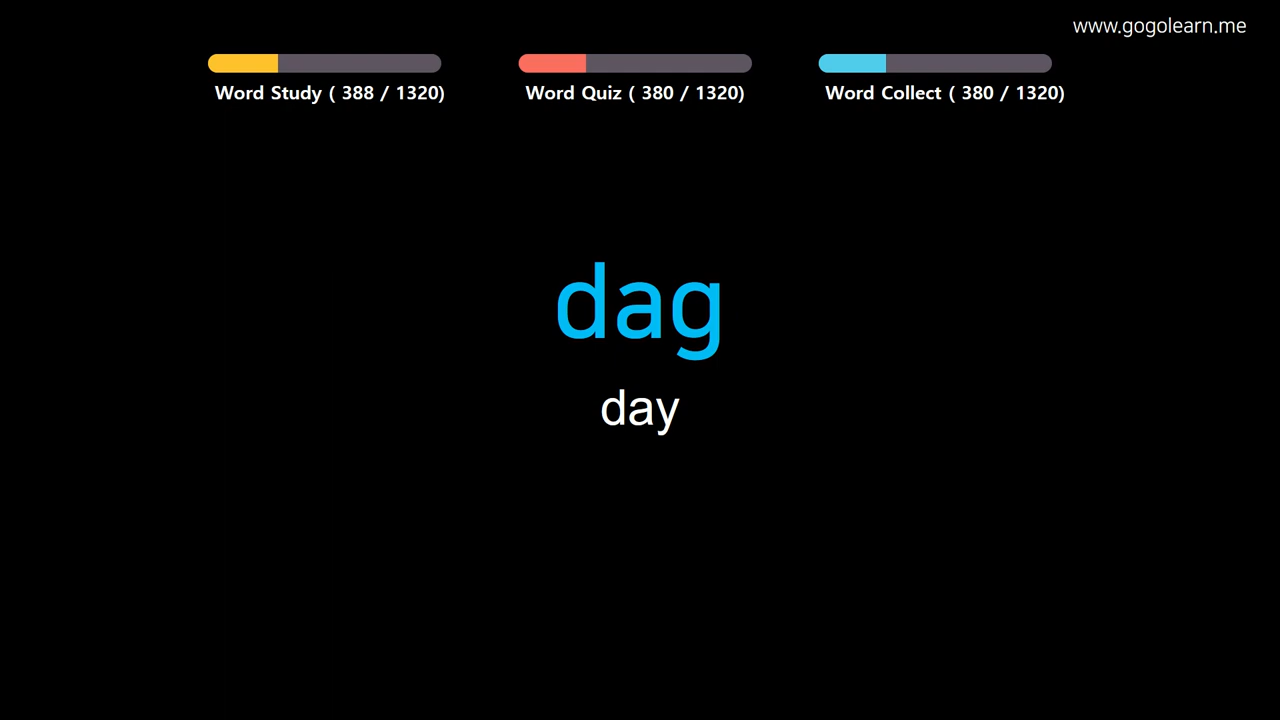 www.gogolearn.me
Word Study ( 388 / 1320)
Word Quiz ( 380 / 1320)
Word Collect ( 380 / 1320)
dag
day